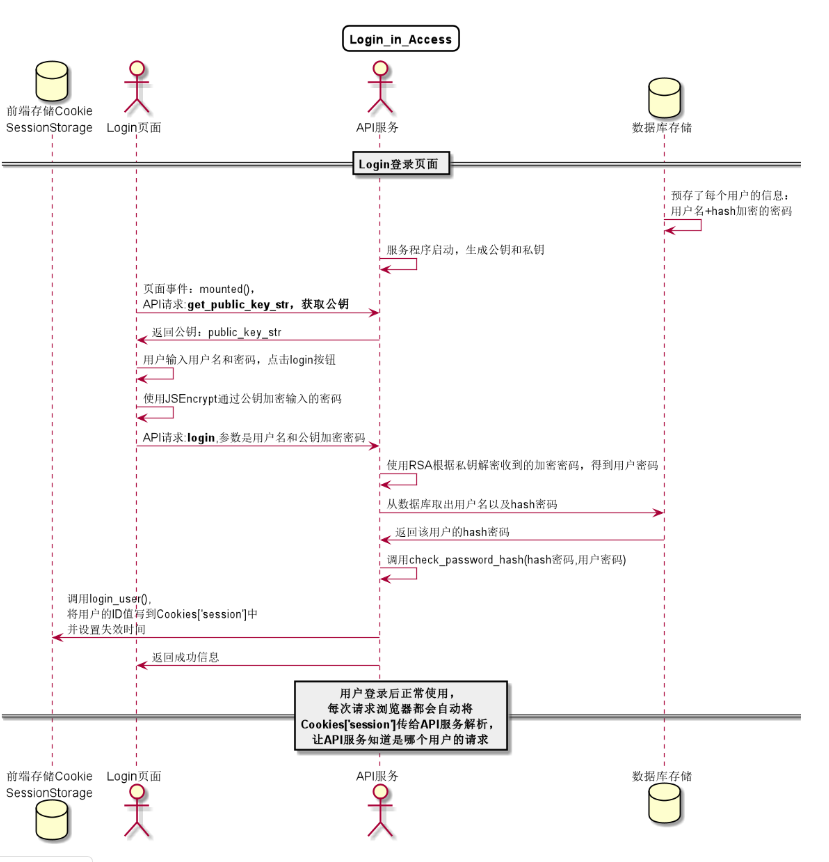 Login_in_Access
前端存储Cookie
SessionStorage
Login页面
API服务
数据库存储
Login登录页面
预存了每个用户的信息:
用户名+hash加密的密码
服务程序启动，生成公钥和私钥
页面事件：mounted(),
API请求:get_public_key_str，获取公钥
返回公钥：public_key_str
用户输入用户名和密码，点击login按钮
使用JSEncrypt通过公钥加密输入的密码
API请求:login,参数是用户名和公钥加密密码
使用RSA根据私钥解密收到的加密密码，得到用户密码
从数据库取出用户名以及hash密码
返回该用户的hash密码
调用check_password_hash(hash密码,用户密码)
调用login_user(),
将用户的ID值写到Cookies['session']中
并设置失效时间
返回成功信息
用户登录后正常使用，
每次请求浏览器都会自动将
Cookies['session']传给API服务解析，
让API服务知道是哪个用户的请求
前端存储Cookie
SessionStorage
Login页面
API服务
数据库存储